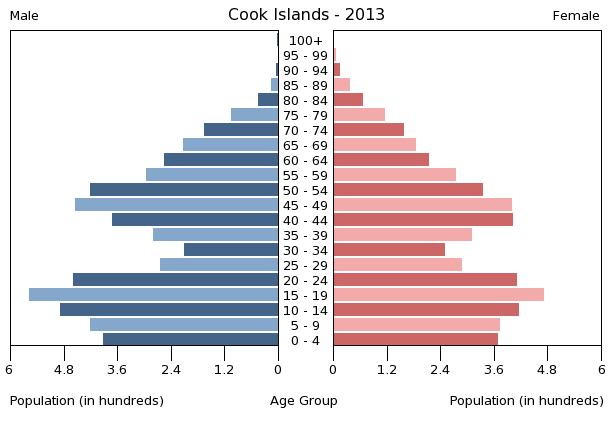 Cook Islands - 2013
Male
Female
100+
95 - 99
90 - 94
85 - 89
80 - 84
75 - 79
70 - 74
65 - 69
60 - 64
55 - 59
50 - 54
45 - 49
40 - 44
35 - 39
30 - 34
25 - 29
20 - 24
15 - 19
10 - 14
5 - 9
0 - 4
6 4.8 3.6 2.4 1.2 0 0 1.2 2.4 3.6 4.8 6
Population (in hundreds) Age Group Population (in hundreds)